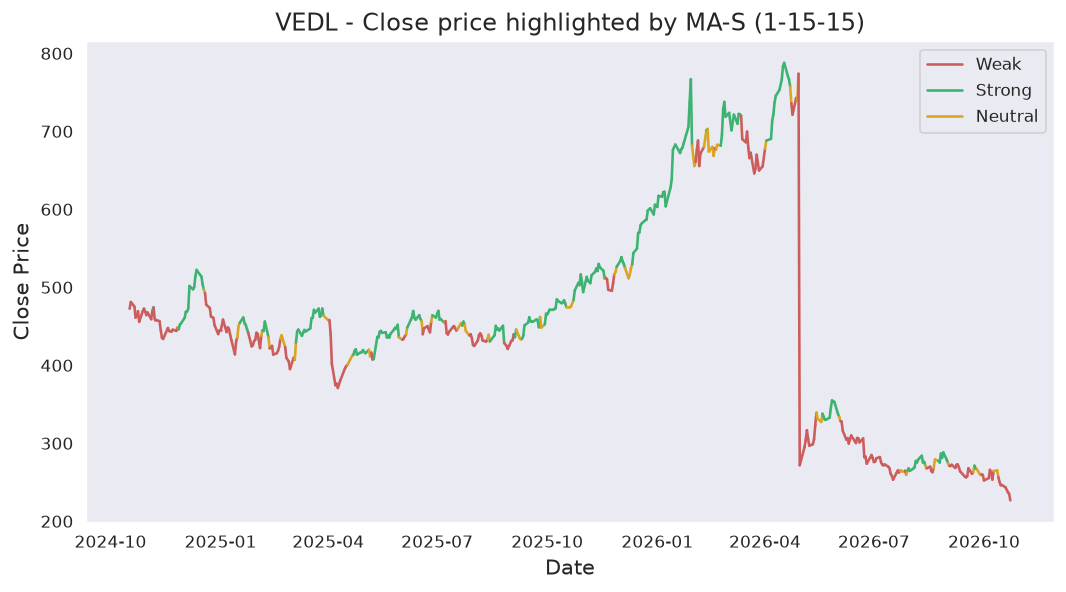 VEDL - Close price highlighted by MA-S (1-15-15)
Weak
Strong
Neutral
Close Price
800
700
600
500
400
300
200
2024-10
2025-01
2025-04
2025-07
2025-10
2026-01
2026-04
2026-07
2026-10
Date